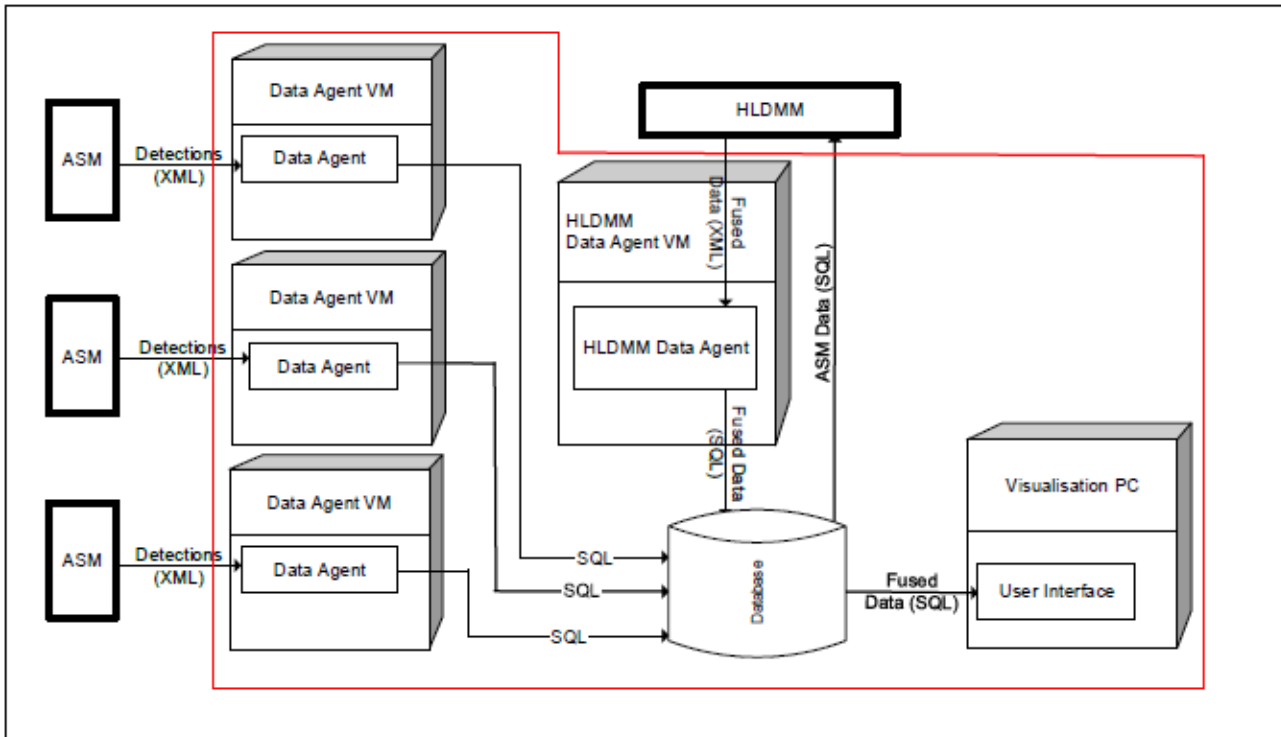 Data Agent VM
ASM
Detections
(XML)
Data Agent
HLDMM
Data Agent VM
ASM
Detections
(XML)
Data Agent
HLDMM
Data Agent VM
Fused
Data (XML)
HLDMM Data Agent
Fused Data
(SQL)
ASM Data (SQL)
Data Agent VM
ASM
Detections
(XML)
Data Agent
SQL
SQL
SQL
Database
Fused
Data (SQL)
Visualisation PC
User Interface